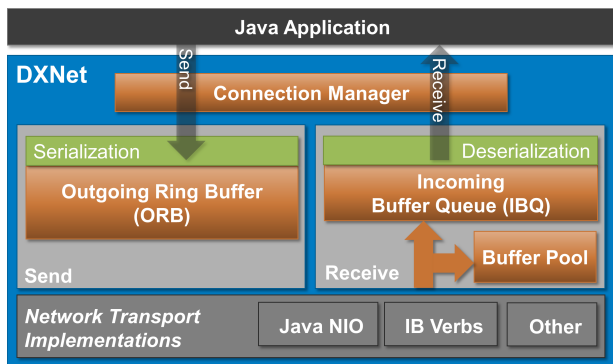 Java Application
DXNet
Send
Receive
Connection Manager
Serialization
Outgoing Ring Buffer
(ORB)
Send
Deserialization
Incoming
Buffer Queue (IBQ)
Buffer Pool
Receive
Network Transport
Implementations
Java NIO
IB Verbs
Other